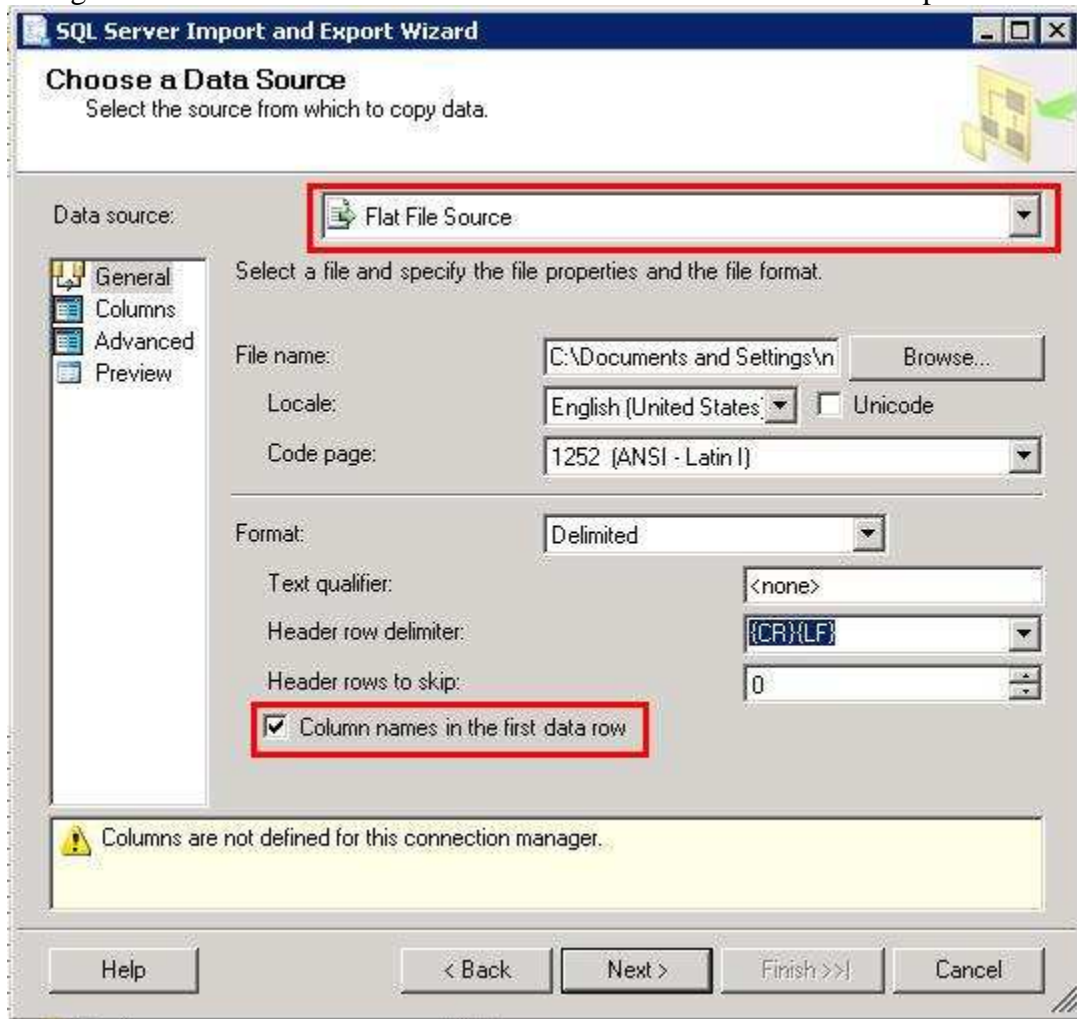 SQL Server Import and Export Wizard
Choose a Data Source
Select the source from which to copy data.
Data source:
Flat File Source
General
Columns
Advanced
Preview
Select a file and specify the file properties and the file format.
File name:
C:\Documents and Settings\n
Browse...
Locale:
English (United States)
Unicode
Code page:
1252 (ANSI - Latin I)
Format:
Delimited
Text qualifier:
<none>
Header row delimiter:
{CR}{LF}
Header rows to skip:
0
Column names in the first data row
Columns are not defined for this connection manager.
Help
< Back
Next >
Finish >>|
Cancel